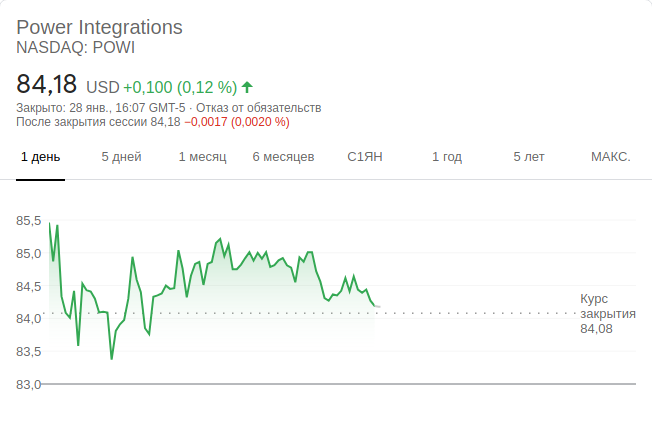 Power Integrations
NASDAQ: POWI
84,18 USD +0,100 (0,12 %)
Закрыто: 28 янв., 16:07 GMT-5 · Отказ от обязательств
После закрытия сессии 84,18 −0,0017 (0,0020 %)
1 день 5 дней 1 месяц 6 месяцев С1ЯН 1 год 5 лет МАКС.
85,5
85,0
84,5
84,0
83,5
83,0
Курс
закрытия
84,08